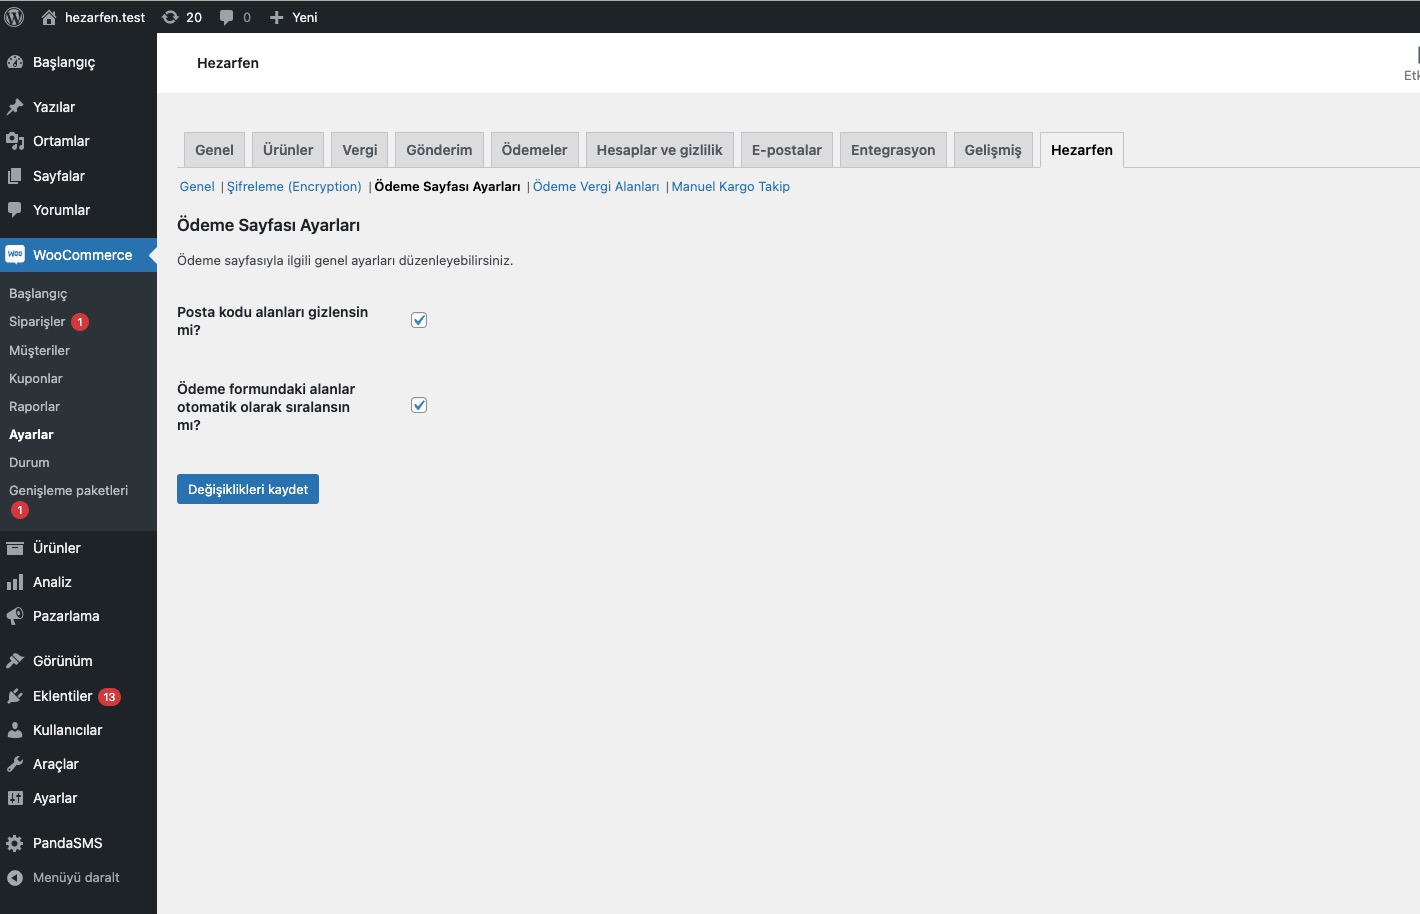 hezarfen.test 20 0 Yeni
Başlangıç
Yazılar
Ortamlar
Sayfalar
Yorumlar
WooCommerce
Başlangıç
Siparişler 1
Müşteriler
Kuponlar
Raporlar
Ayarlar
Durum
Genişleme paketleri
1
Ürünler
Analiz
Pazarlama
Görünüm
Eklentiler 13
Kullanıcılar
Araçlar
Ayarlar
PandaSMS
Menüyü daralt
Hezarfen
Genel Ürünler Vergi Gönderim Ödemeler Hesaplar ve gizlilik E-postalar Entegrasyon Gelişmiş Hezarfen
Genel | Şifreleme (Encryption) | Ödeme Sayfası Ayarları | Ödeme Vergi Alanları | Manuel Kargo Takip
Ödeme Sayfası Ayarları
Ödeme sayfasıyla ilgili genel ayarları düzenleyebilirsiniz.
Posta kodu alanları gizlensin
mi?
Ödeme formundaki alanlar
otomatik olarak sıralansın
mı?
Değişiklikleri kaydet